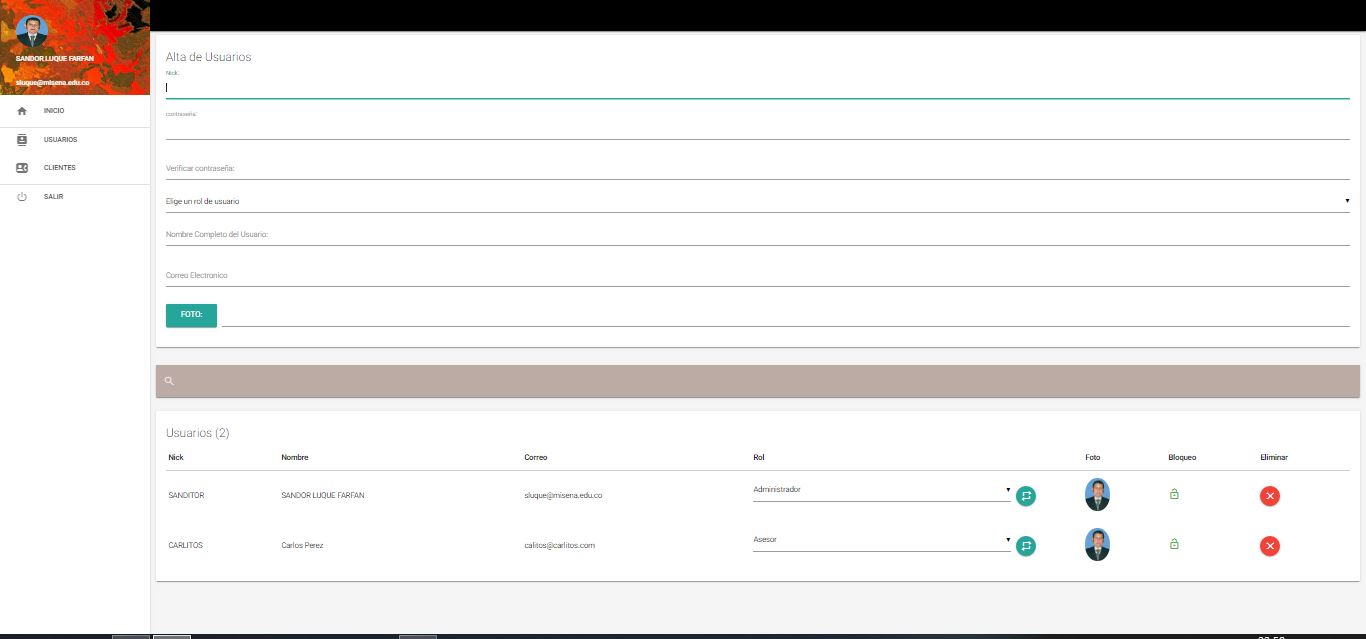 SANDOR LUQUE FARFAN
sluque@misena.edu.co
INICIO
USUARIOS
CLIENTES
SALIR
Alta de Usuarios
Nick:
contraseña:
Verificar contraseña:
Elige un rol de usuario
Nombre Completo del Usuario:
Correo Electronico
FOTO:
Usuarios (2)
Nick Nombre Correo Rol Foto Bloqueo Eliminar
SANDITOR SANDOR LUQUE FARFAN sluque@misena.edu.co Administrador
CARLITOS Carlos Perez calitos@carlitos.com Asesor